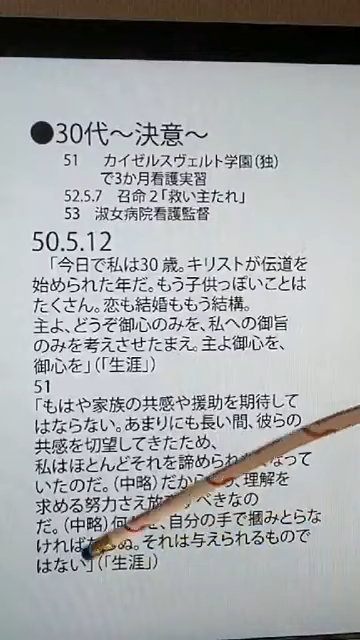 ●30代～決意～
51 カイゼルスヴェルト学園（独）
で3か月看護実習
52.5.7 召命２「救い主たれ」
53 淑女病院看護監督
50.5.12
「今日で私は30 歳。キリストが伝道を
始められた年だ。もう子供っぽいことは
たくさん。恋も結婚ももう結構。
主よ、どうぞ御心のみを、私への御旨
のみを考えさせたまえ。主よ御心を、
御心を」（「生涯」）
51
「もはや家族の共感や援助を期待して
はならない。あまりにも長い間、彼らの
共感を切望してきたため、
私はほとんどそれを諦められ なって
いたのだ。（中略）だか 、理解を
求める努力さえ放 べきなの
だ。（中略）何 、自分の手で掴みとらな
ければ ぬ。それは与えられるもので
はない」（「生涯」）